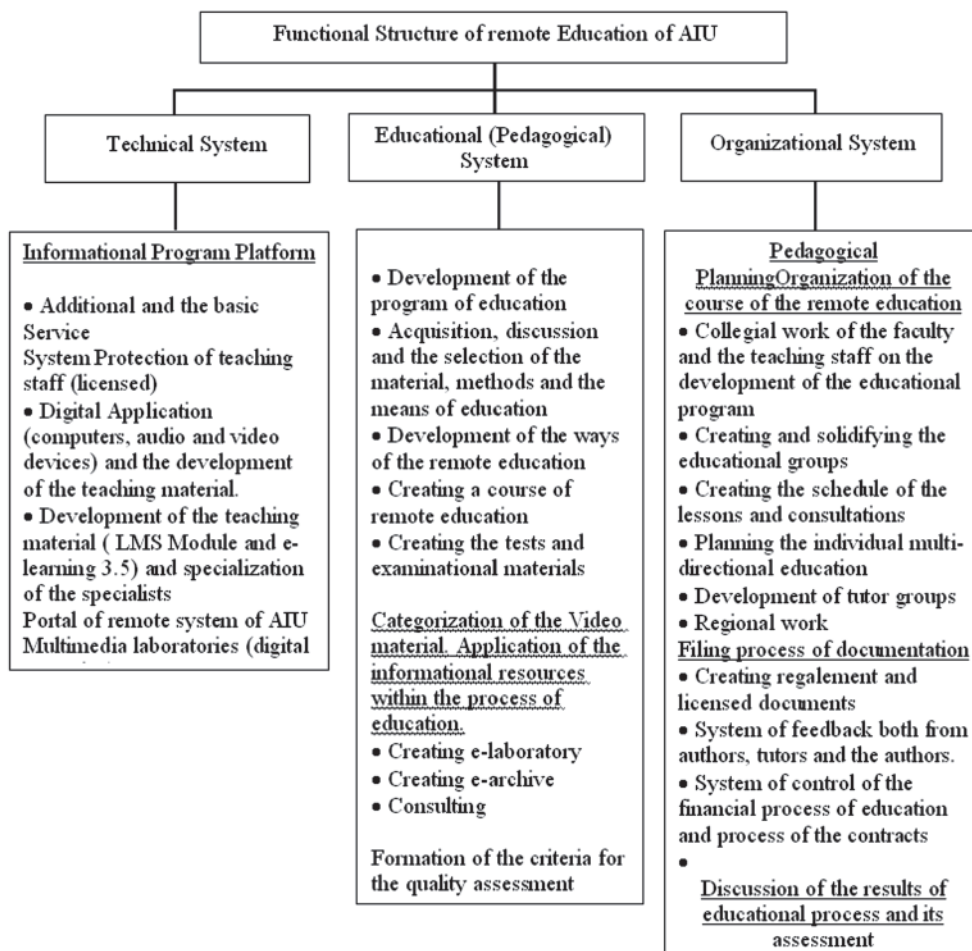 Functional Structure of remote Education of AIU
Technical System
Educational (Pedagogical)
System
Organizational System
Informational Program Platform
• Additional and the basic
Service
System Protection of teaching
staff (licensed)
• Digital Application
(computers, audio and video
devices) and the development
of the teaching material.
• Development of the teaching
material ( LMS Module and e-
learning 3.5) and specialization
of the specialists
Portal of remote system of AIU
Multimedia laboratories (digital
• Development of the
program of education
• Acquisition, discussion
and the selection of the
material, methods and the
means of education
• Development of the ways
of the remote education
• Creating a course of
remote education
• Creating the tests and
examinational materials
Categorization of the Video
material. Application of the
informational resources
within the process of
education.
• Creating e-laboratory
• Creating e-archive
• Consulting
Formation of the criteria for
the quality assessment
Pedagogical
PlanningOrganization of the
course of the remote education
• Collegial work of the faculty
and the teaching staff on the
development of the educational
program
• Creating and solidifying the
educational groups
• Creating the schedule of the
lessons and consultations
• Planning the individual multi-
directional education
• Development of tutor groups
• Regional work
Filing process of documentation
• Creating regalement and
licensed documents
• System of feedback both from
authors, tutors and the authors.
• System of control of the
financial process of education
and process of the contracts
•
Discussion of the results of
educational process and its
assessment